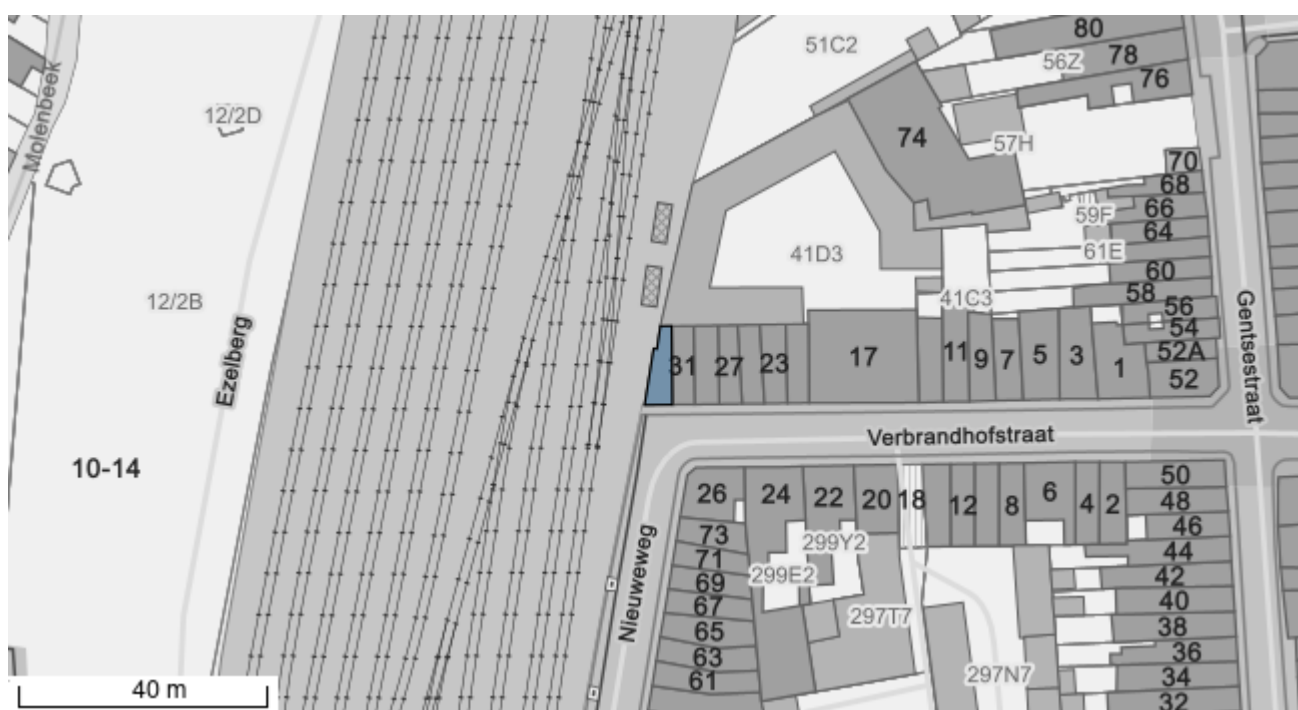 51C2
80
56Z
78
76
Molenbeek
12/2D
74
57H
70
68
59F
66
64
61E
41D3
60
58
41C3
12/2B
56
54
Gentsestraat
Ezelberg
31
27
23
17
11
9
7
5
3
1
52A
52
Verbrandhofstraat
10-14
26
24
22
20
18
12
8
6
4
2
50
48
46
73
299Y2
44
71
299E2
42
69
Nieuweweg
67
40
297T7
65
38
63
36
61
297N7
34
32
40 m